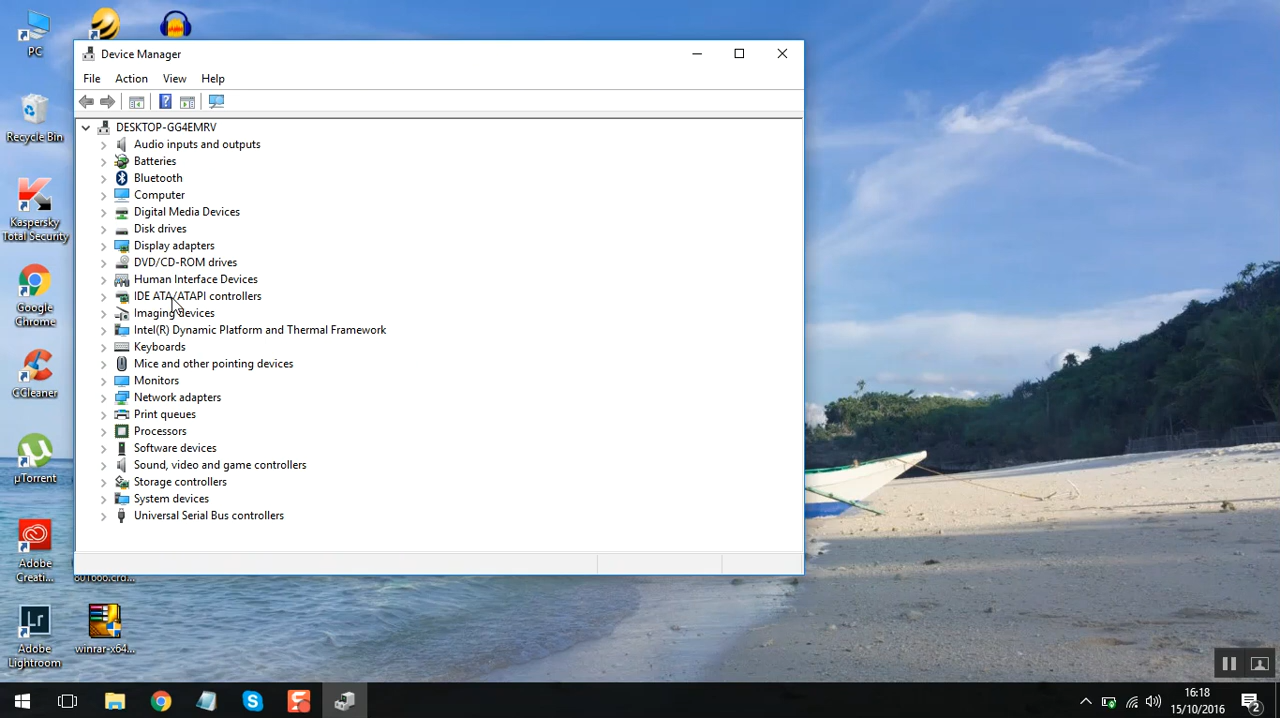 PC
Recycle Bin
Kaspersky
Total Security
Google
Chrome
CCleaner
µTorrent
Adobe
Creati...
Adobe
Lightroom
winrar-x64...
Device Manager
File Action View Help
DESKTOP-GG4EMRV
Audio inputs and outputs
Batteries
Bluetooth
Computer
Digital Media Devices
Disk drives
Display adapters
DVD/CD-ROM drives
Human Interface Devices
IDE ATA/ATAPI controllers
Imaging devices
Intel(R) Dynamic Platform and Thermal Framework
Keyboards
Mice and other pointing devices
Monitors
Network adapters
Print queues
Processors
Software devices
Sound, video and game controllers
Storage controllers
System devices
Universal Serial Bus controllers
Lr
16:18
15/10/2016
2